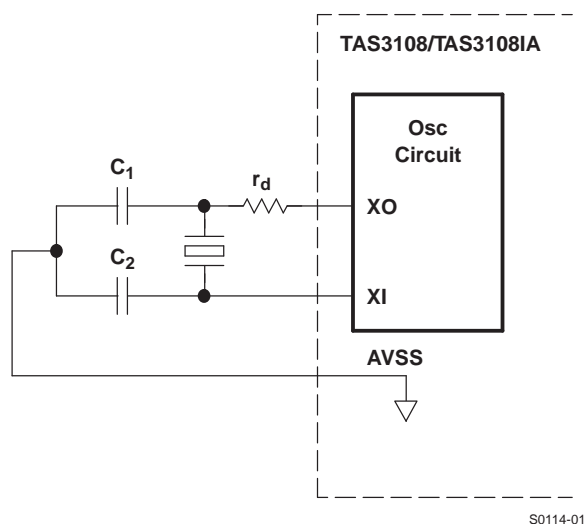 TAS3108/TAS3108IA
Osc
Circuit
C1
rd
XO
C2
XI
AVSS
S0114-01